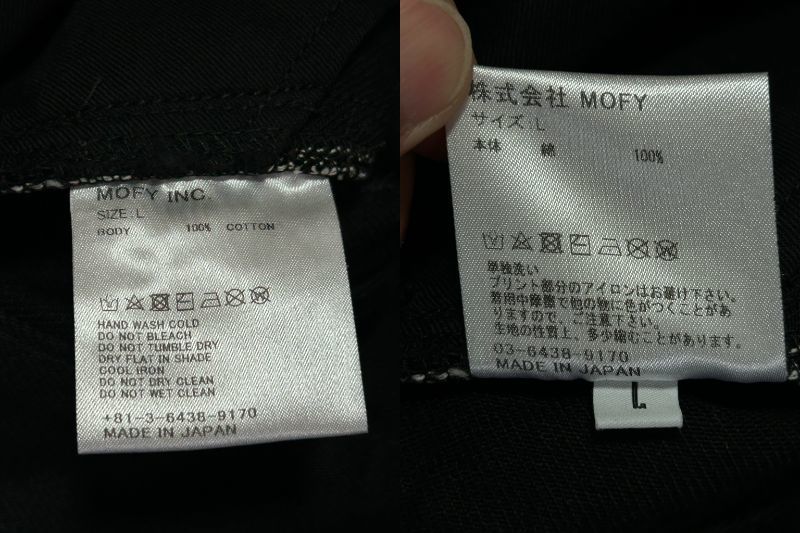 MOFY INC.
SIZE:L
BODY 100% COTTON
HAND WASH COLD
DO NOT BLEACH
DO NOT TUMBLE DRY
DRY FLAT IN SHADE
COOL IRON
DO NOT DRY CLEAN
DO NOT WET CLEAN
+81-3-6438-9170
MADE IN JAPAN
株式会社 MOFY
サイズ:L
本体 綿 100%
単独洗い
プリント部分のアイロンはお避け下さい。
着用中摩擦で他の物に色がつくことがあ
りますので、ご注意下さい。
生地の性質上、多少縮むことがあります。
03-6438-9170
MADE IN JAPAN
L